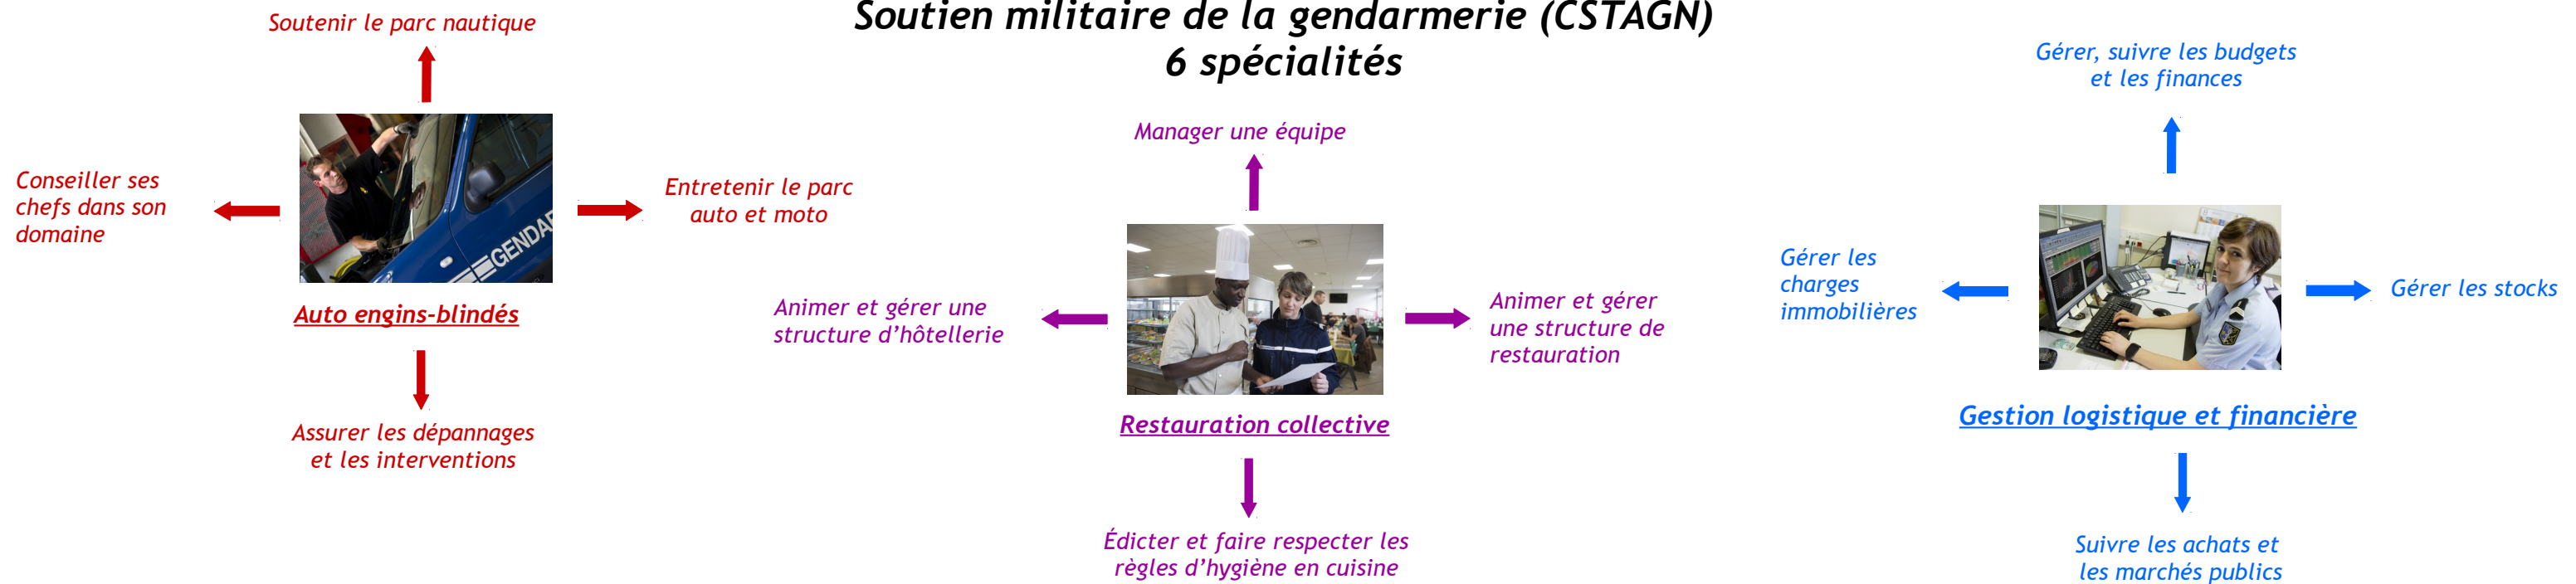 Soutien militaire de la gendarmerie (CSTAGN)
6 spécialités
Soutenir le parc nautique
Conseiller ses
chefs dans son
domaine
Entretenir le parc
auto et moto
GENDAR
Auto engins-blindés
Assurer les dépannages
et les interventions
Manager une équipe
Animer et gérer une
structure d’hôtellerie
Animer et gérer
une structure de
restauration
Restauration collective
Édicter et faire respecter les
règles d’hygiène en cuisine
Gérer, suivre les budgets
et les finances
Gérer les
charges
immobilières
Gérer les stocks
Gestion logistique et financière
Suivre les achats et
les marchés publics